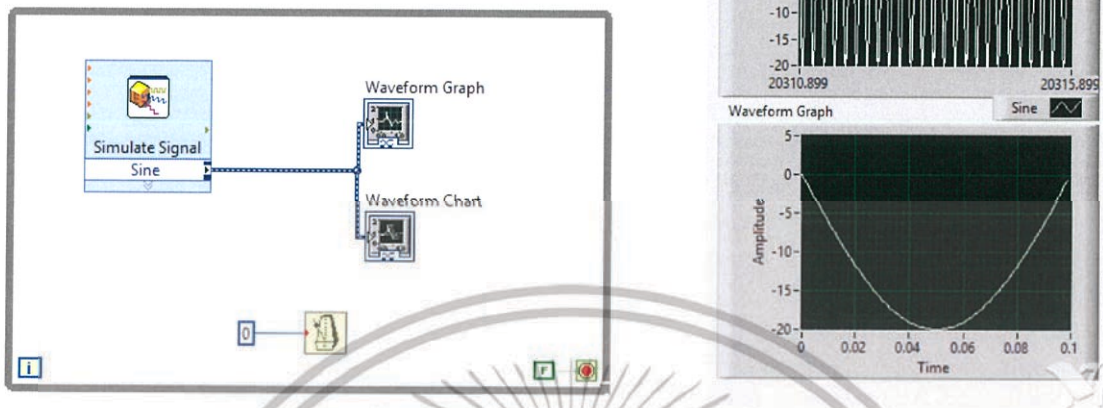 Waveform Graph
Simulate Signal
Sine
Waveform Chart
0
i
F
-10
-15
-20
20310.899 20315.899
Waveform Graph
Sine
5
0
-5
-10
-15
-20
Amplitude
0 0.02 0.04 0.06 0.08 0.1
Time